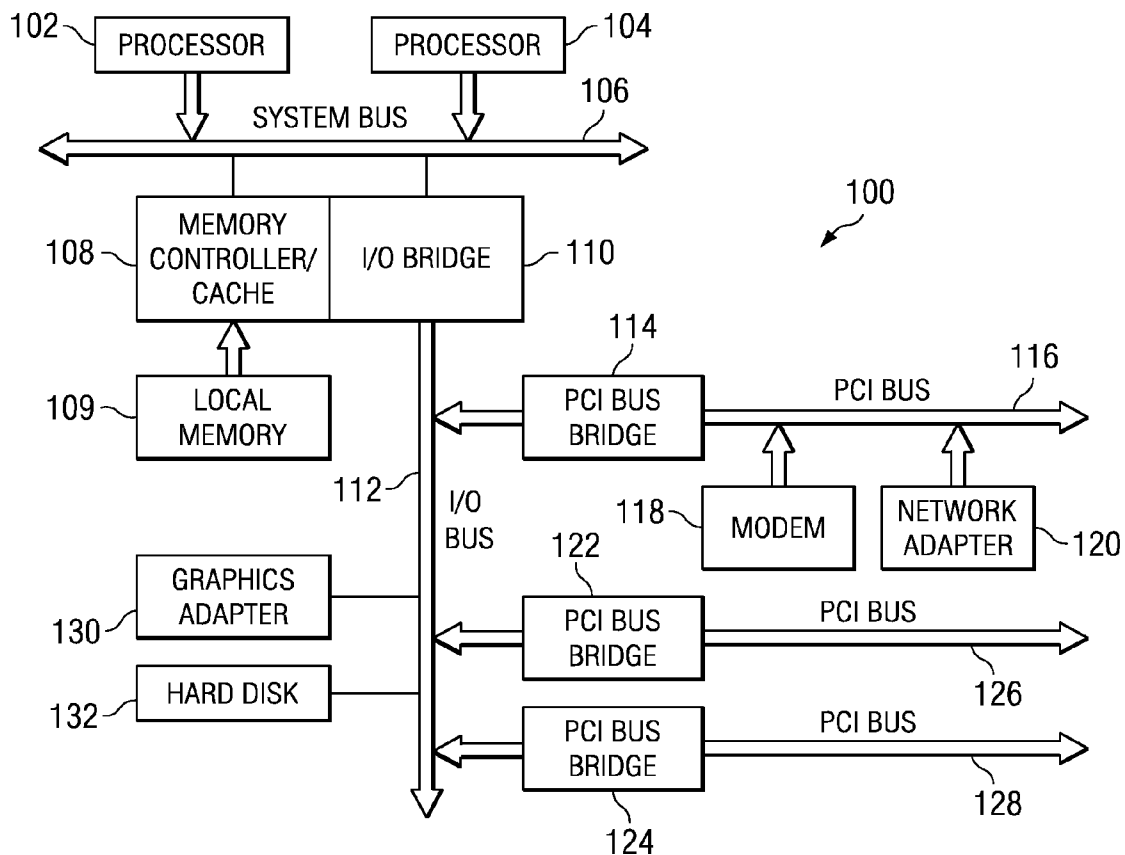 102
PROCESSOR
PROCESSOR
104
SYSTEM BUS
106
100
108
MEMORY
CONTROLLER/
CACHE
I/O BRIDGE
110
114
116
109
LOCAL
MEMORY
PCI BUS
BRIDGE
PCI BUS
112
I/O
BUS
118
MODEM
NETWORK
ADAPTER
120
122
GRAPHICS
ADAPTER
130
PCI BUS
BRIDGE
PCI BUS
126
HARD DISK
132
PCI BUS
BRIDGE
PCI BUS
128
124